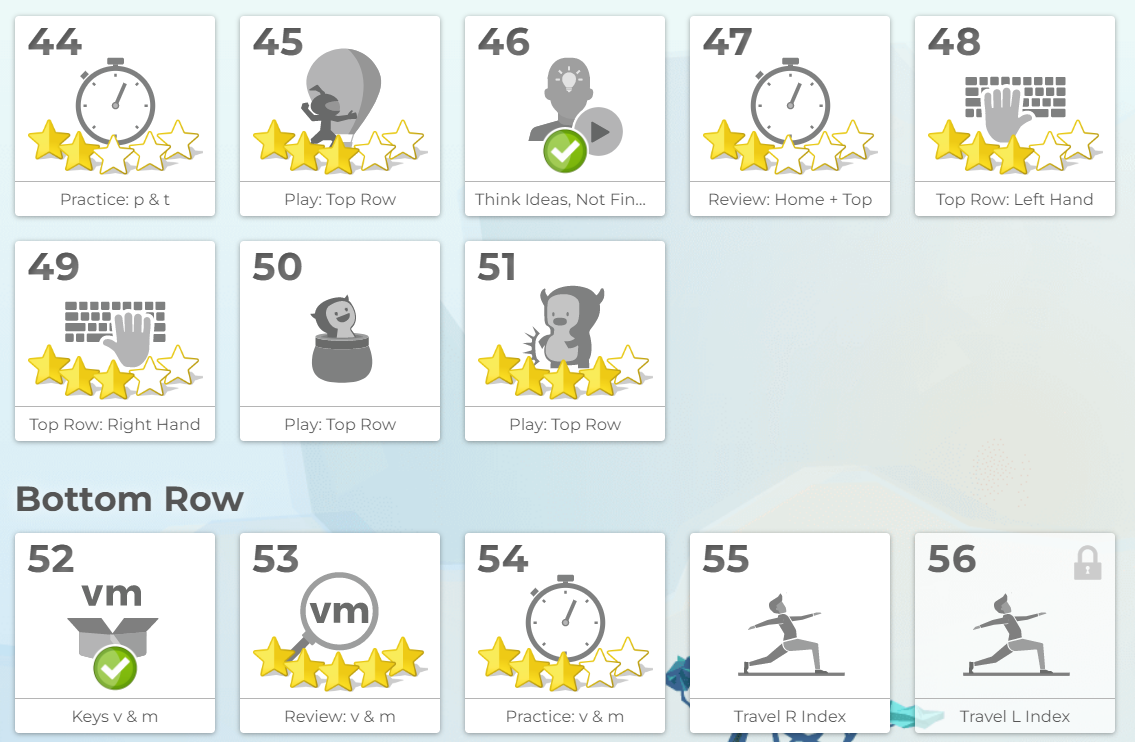 44
Practice: p & t
45
Play: Top Row
46
Think Ideas, Not Fin...
47
Review: Home + Top
48
Top Row: Left Hand
49
Top Row: Right Hand
50
Play: Top Row
51
Play: Top Row
Bottom Row
52
vm
Keys v & m
53
vm
Review: v & m
54
Practice: v & m
55
Travel R Index
56
Travel L Index